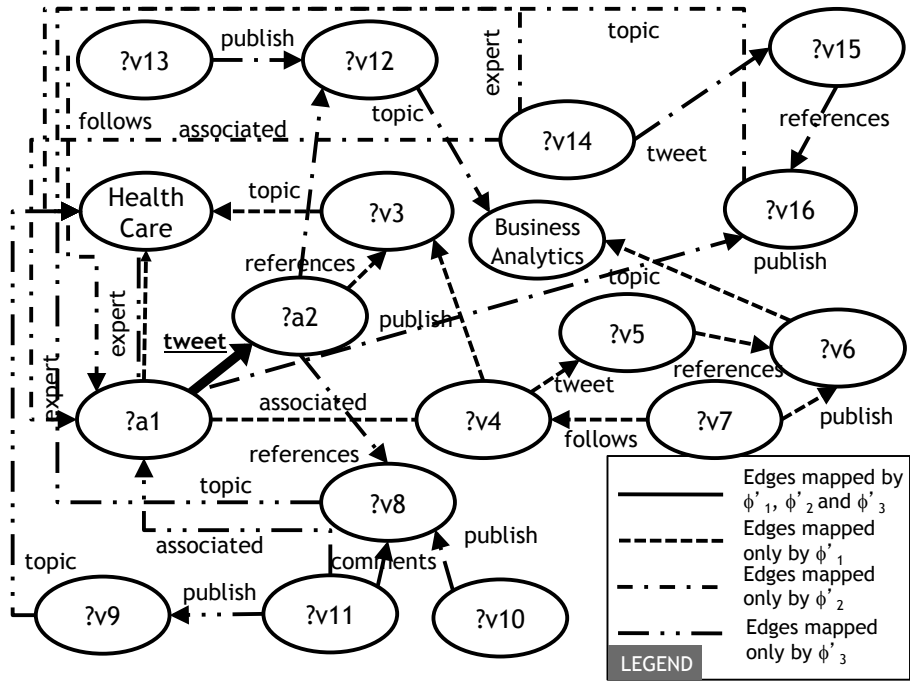 publish
topic
?v13
?v12
?v15
expert
follows
associated
topic
?v14
tweet
references
Health
Care
topic
?v3
Business
Analytics
?v16
publish
references
topic
expert
?a2
publish
?v5
?v6
tweet
expert
references
tweet
?a1
associated
?v4
follows
?v7
publish
references
topic
?v8
associated
comments
publish
topic
?v9
publish
?v11
?v10
Edges mapped by
ϕ'1, ϕ'2 and ϕ'3
Edges mapped
only by ϕ'1
Edges mapped
only by ϕ'2
Edges mapped
only by ϕ'3
LEGEND